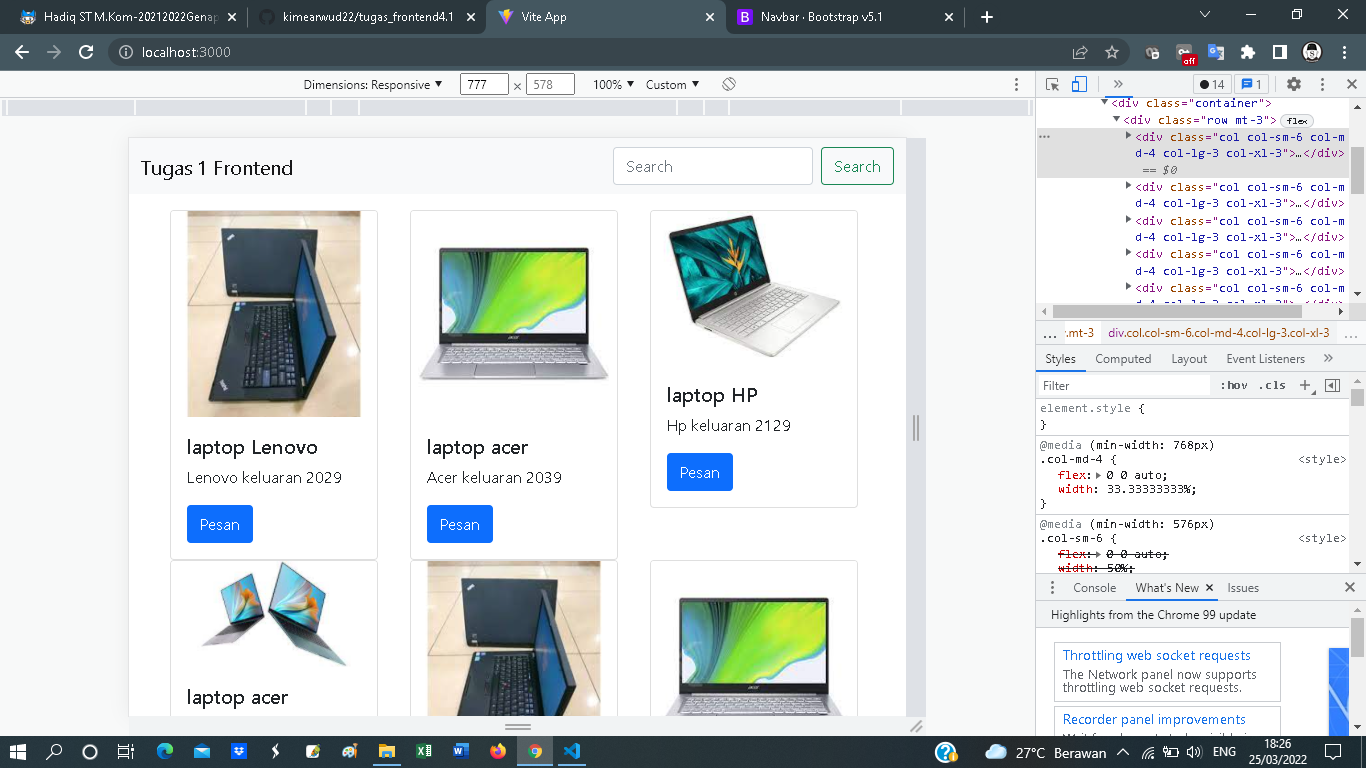 Hadiq ST M.Kom-20212022Genap
kimearwud22/tugas_frontend4.1
Vite App
Navbar · Bootstrap v5.1
localhost:3000
off
Dimensions: Responsive
777 × 578
100%
Custom
14
1
Tugas 1 Frontend
Search
Search
laptop Lenovo
Lenovo keluaran 2029
Pesan
laptop acer
Acer keluaran 2039
Pesan
laptop HP
Hp keluaran 2129
Pesan
laptop acer
<div class="container">
<div class="row mt-3"> flex
<div class="col col-sm-6 col-m
d-4 col-lg-3 col-xl-3">…</div>
== $0
<div class="col col-sm-6 col-m
d-4 col-lg-3 col-xl-3">…</div>
<div class="col col-sm-6 col-m
d-4 col-lg-3 col-xl-3">…</div>
<div class="col col-sm-6 col-m
d-4 col-lg-3 col-xl-3">…</div>
<div class="col col-sm-6 col-m
d-4 col-lg-3 col-xl-3">…</div>
... .mt-3 div.col.col-sm-6.col-md-4.col-lg-3.col-xl-3 ...
Styles Computed Layout Event Listeners »
Filter :hov .cls +
element.style {
}
@media (min-width: 768px)
.col-md-4 { <style>
flex: 0 0 auto;
width: 33.33333333%;
}
@media (min-width: 576px)
.col-sm-6 { <style>
flex: 0 0 auto;
width: 50%;
Console What's New Issues
Highlights from the Chrome 99 update
Throttling web socket requests
The Network panel now supports
throttling web socket requests.
Recorder panel improvements
27°C Berawan
ENG
18:26
25/03/2022